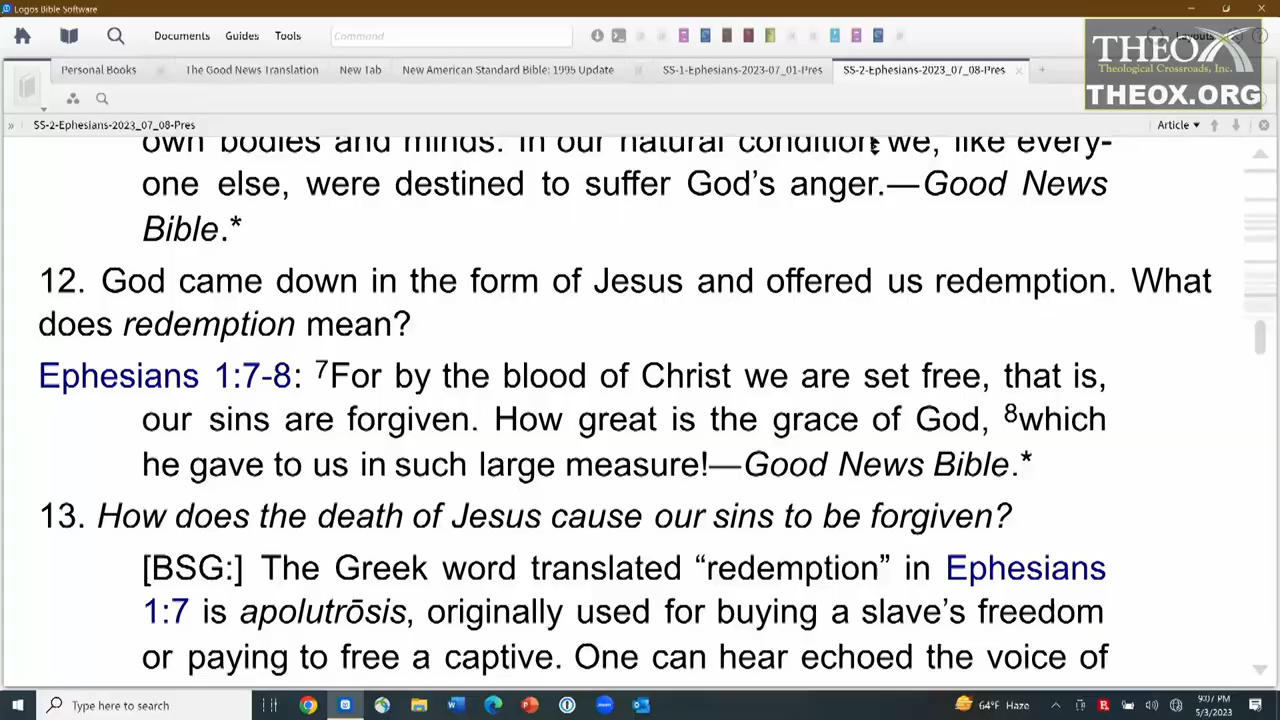 Logos Bible Software
Documents Guides Tools Command Layouts
THEOX
Theological Crossroads, Inc.
THEOX.ORG
Personal Books The Good News Translation New Tab SS-1-Ephesians-2023-07_01-Pres SS-2-Ephesians-2023_07_08-Pres
SS-2-Ephesians-2023_07_08-Pres Article
own bodies and minds. In our natural condition we, like every-
one else, were destined to suffer God’s anger.—Good News
Bible.*
12. God came down in the form of Jesus and offered us redemption. What
does redemption mean?
Ephesians 1:7-8: 7For by the blood of Christ we are set free, that is,
our sins are forgiven. How great is the grace of God, 8which
he gave to us in such large measure!—Good News Bible.*
13. How does the death of Jesus cause our sins to be forgiven?
[BSG:] The Greek word translated “redemption” in Ephesians
1:7 is apolutrōsis, originally used for buying a slave’s freedom
or paying to free a captive. One can hear echoed the voice of
Type here to search 64°F Haze 9:07 PM
5/3/2023